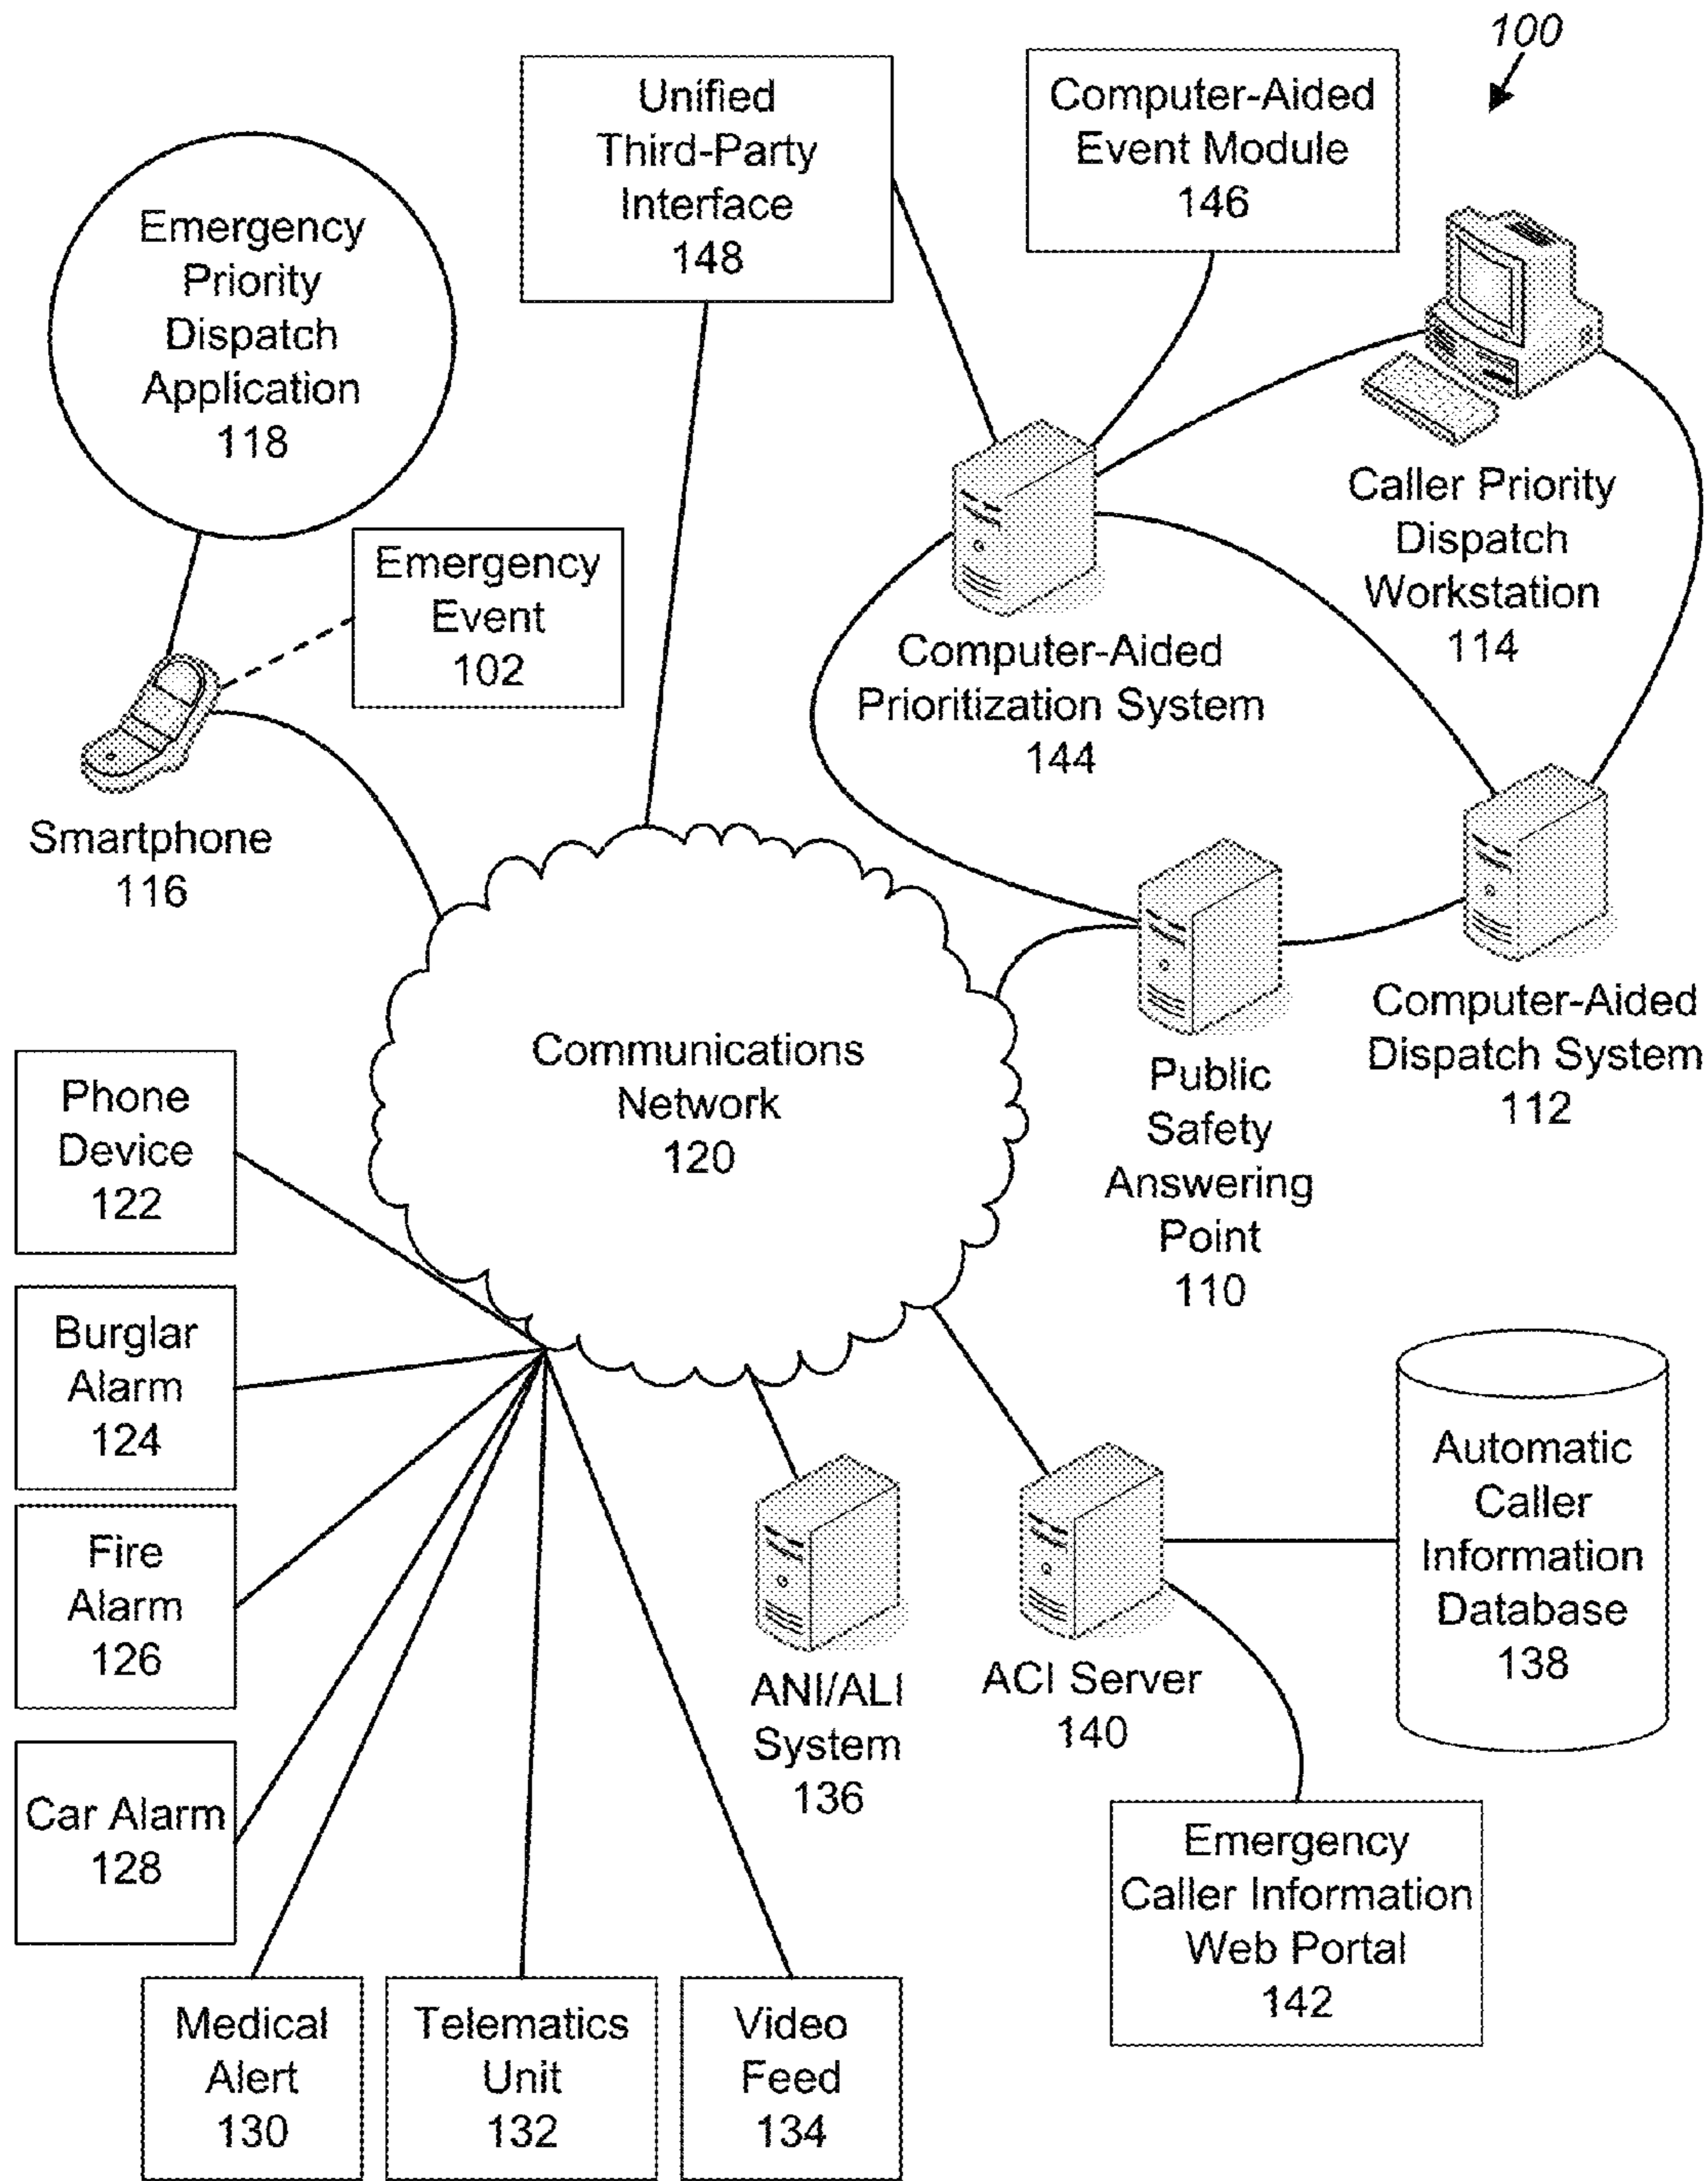 100
Unified
Third-Party
Interface
148
Computer-Aided
Event Module
146
Emergency
Priority
Dispatch
Application
118
Emergency
Event
102
Caller Priority
Dispatch
Workstation
114
Computer-Aided
Prioritization System
144
Smartphone
116
Computer-Aided
Dispatch System
112
Communications
Network
120
Public
Safety
Answering
Point
110
Phone
Device
122
Burglar
Alarm
124
Fire
Alarm
126
Car Alarm
128
Automatic
Caller
Information
Database
138
ANI/ALI
System
136
ACI Server
140
Emergency
Caller Information
Web Portal
142
Medical
Alert
130
Telematics
Unit
132
Video
Feed
134